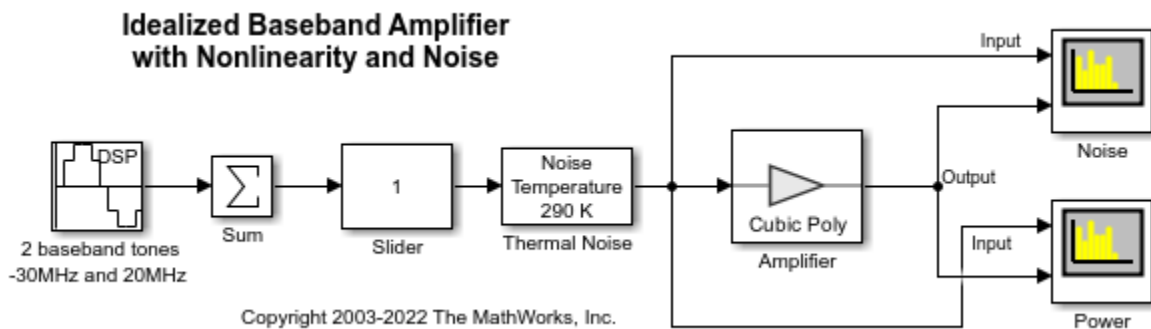 Idealized Baseband Amplifier
with Nonlinearity and Noise
Input
DSP
Noise
Noise
Temperature
290 K
1
Output
Cubic Poly
Sum
Slider
Thermal Noise
Amplifier
Input
2 baseband tones
-30MHz and 20MHz
Copyright 2003-2022 The MathWorks, Inc.
Power